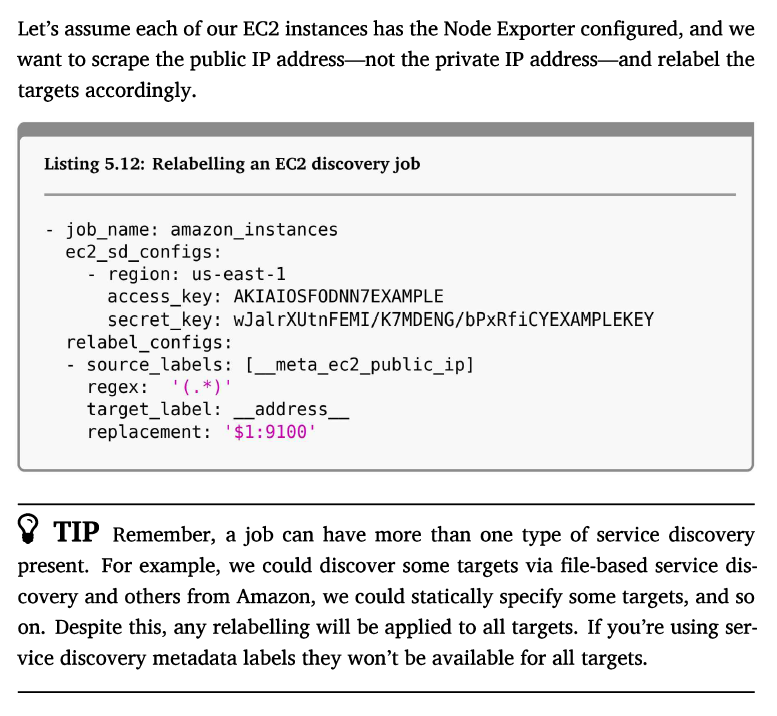 Let’s assume each of our EC2 instances has the Node Exporter configured, and we
want to scrape the public IP address—not the private IP address—and relabel the
targets accordingly.
Listing 5.12: Relabelling an EC2 discovery job
- job_name: amazon_instances
  ec2_sd_configs:
    - region: us-east-1
      access_key: AKIAIOSFODNN7EXAMPLE
      secret_key: wJalrXUtnFEMI/K7MDENG/bPxRfiCYEXAMPLEKEY
  relabel_configs:
  - source_labels: [__meta_ec2_public_ip]
    regex:  '(.*)'
    target_label: __address__
    replacement: '$1:9100'
TIP Remember, a job can have more than one type of service discovery
present. For example, we could discover some targets via file-based service dis-
covery and others from Amazon, we could statically specify some targets, and so
on. Despite this, any relabelling will be applied to all targets. If you’re using ser-
vice discovery metadata labels they won’t be available for all targets.